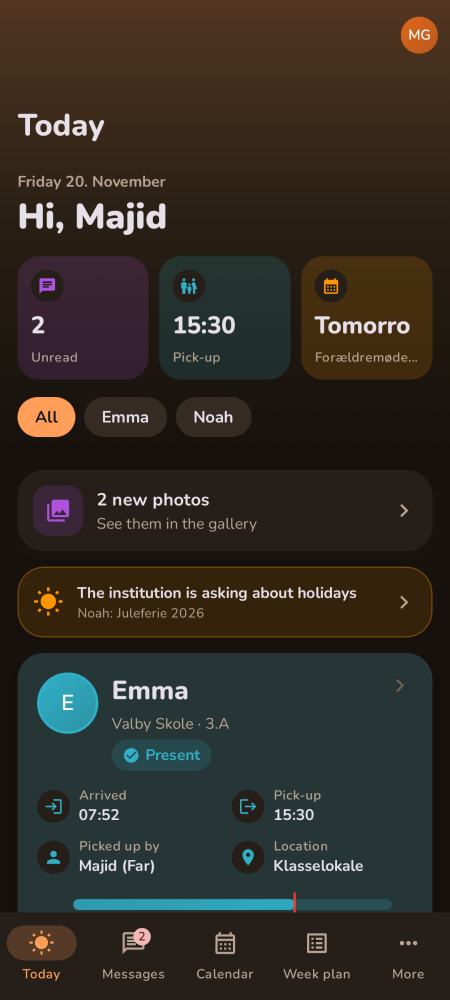 MG
Today
Friday 20. November
Hi, Majid
2
Unread
15:30
Pick-up
Tomorro
Forældremøde...
All
Emma
Noah
2 new photos
See them in the gallery
The institution is asking about holidays
Noah: Juleferie 2026
E
Emma
Valby Skole · 3.A
Present
Arrived
07:52
Pick-up
15:30
Picked up by
Majid (Far)
Location
Klasselokale
2
Today
Messages
Calendar
Week plan
More